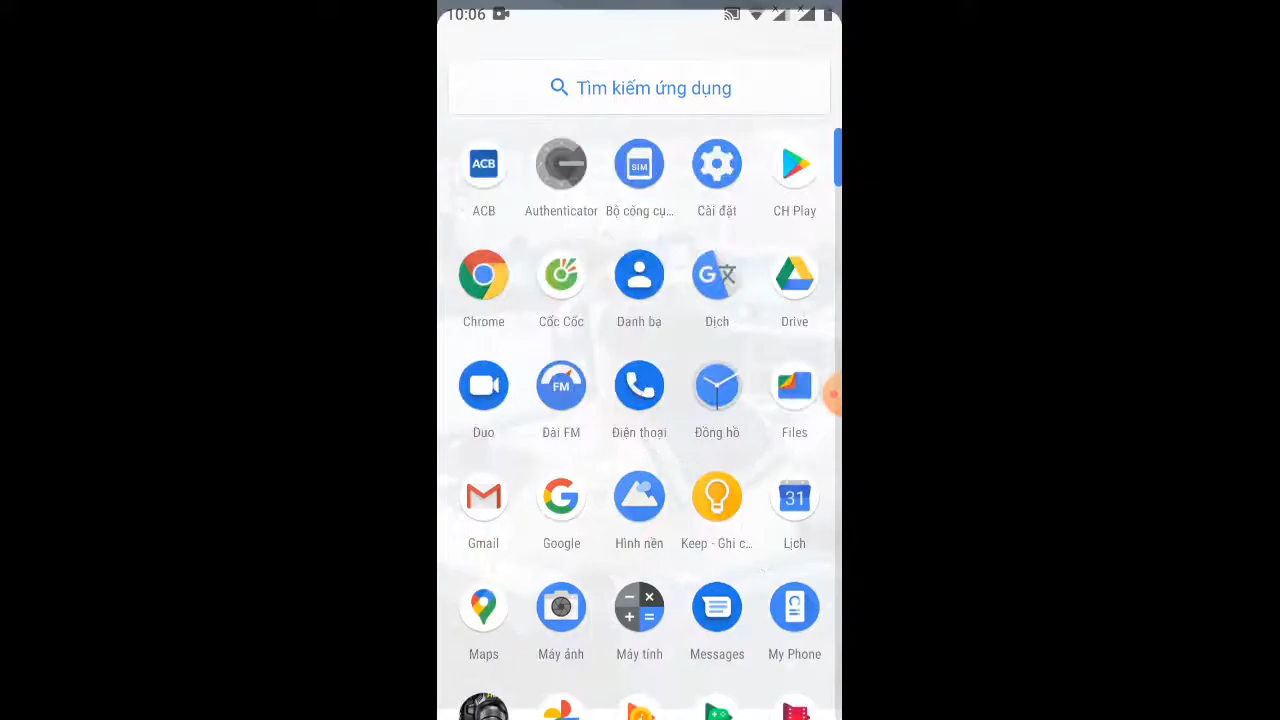 10:06
Tìm kiếm ứng dụng
ACB
SIM
ACB Authenticator Bộ công cụ... Cài đặt CH Play
G
Chrome Cốc Cốc Danh bạ Dịch Drive
FM
Duo Đài FM Điện thoại Đồng hồ Files
31
Gmail Google Hình nền Keep - Ghi c... Lịch
Maps Máy ảnh Máy tính Messages My Phone